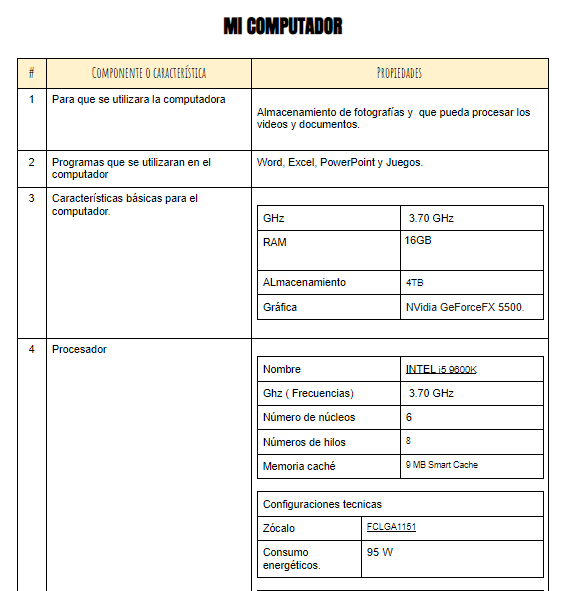 MI COMPUTADOR
# COMPONENTE O CARACTERÍSTICA PROPIEDADES
1 Para que se utilizara la computadora
Almacenamiento de fotografías y que pueda procesar los
videos y documentos.
2 Programas que se utilizaran en el
computador
Word, Excel, PowerPoint y Juegos.
3 Características básicas para el
computador.
GHz 3.70 GHz
RAM 16GB
ALmacenamiento 4TB
Gráfica NVidia GeForceFX 5500.
4 Procesador
Nombre INTEL i5 9600K
Ghz ( Frecuencias) 3.70 GHz
Número de núcleos 6
Números de hilos 8
Memoria caché 9 MB Smart Cache
Configuraciones tecnicas
Zócalo FCLGA1151
Consumo
energéticos.
95 W